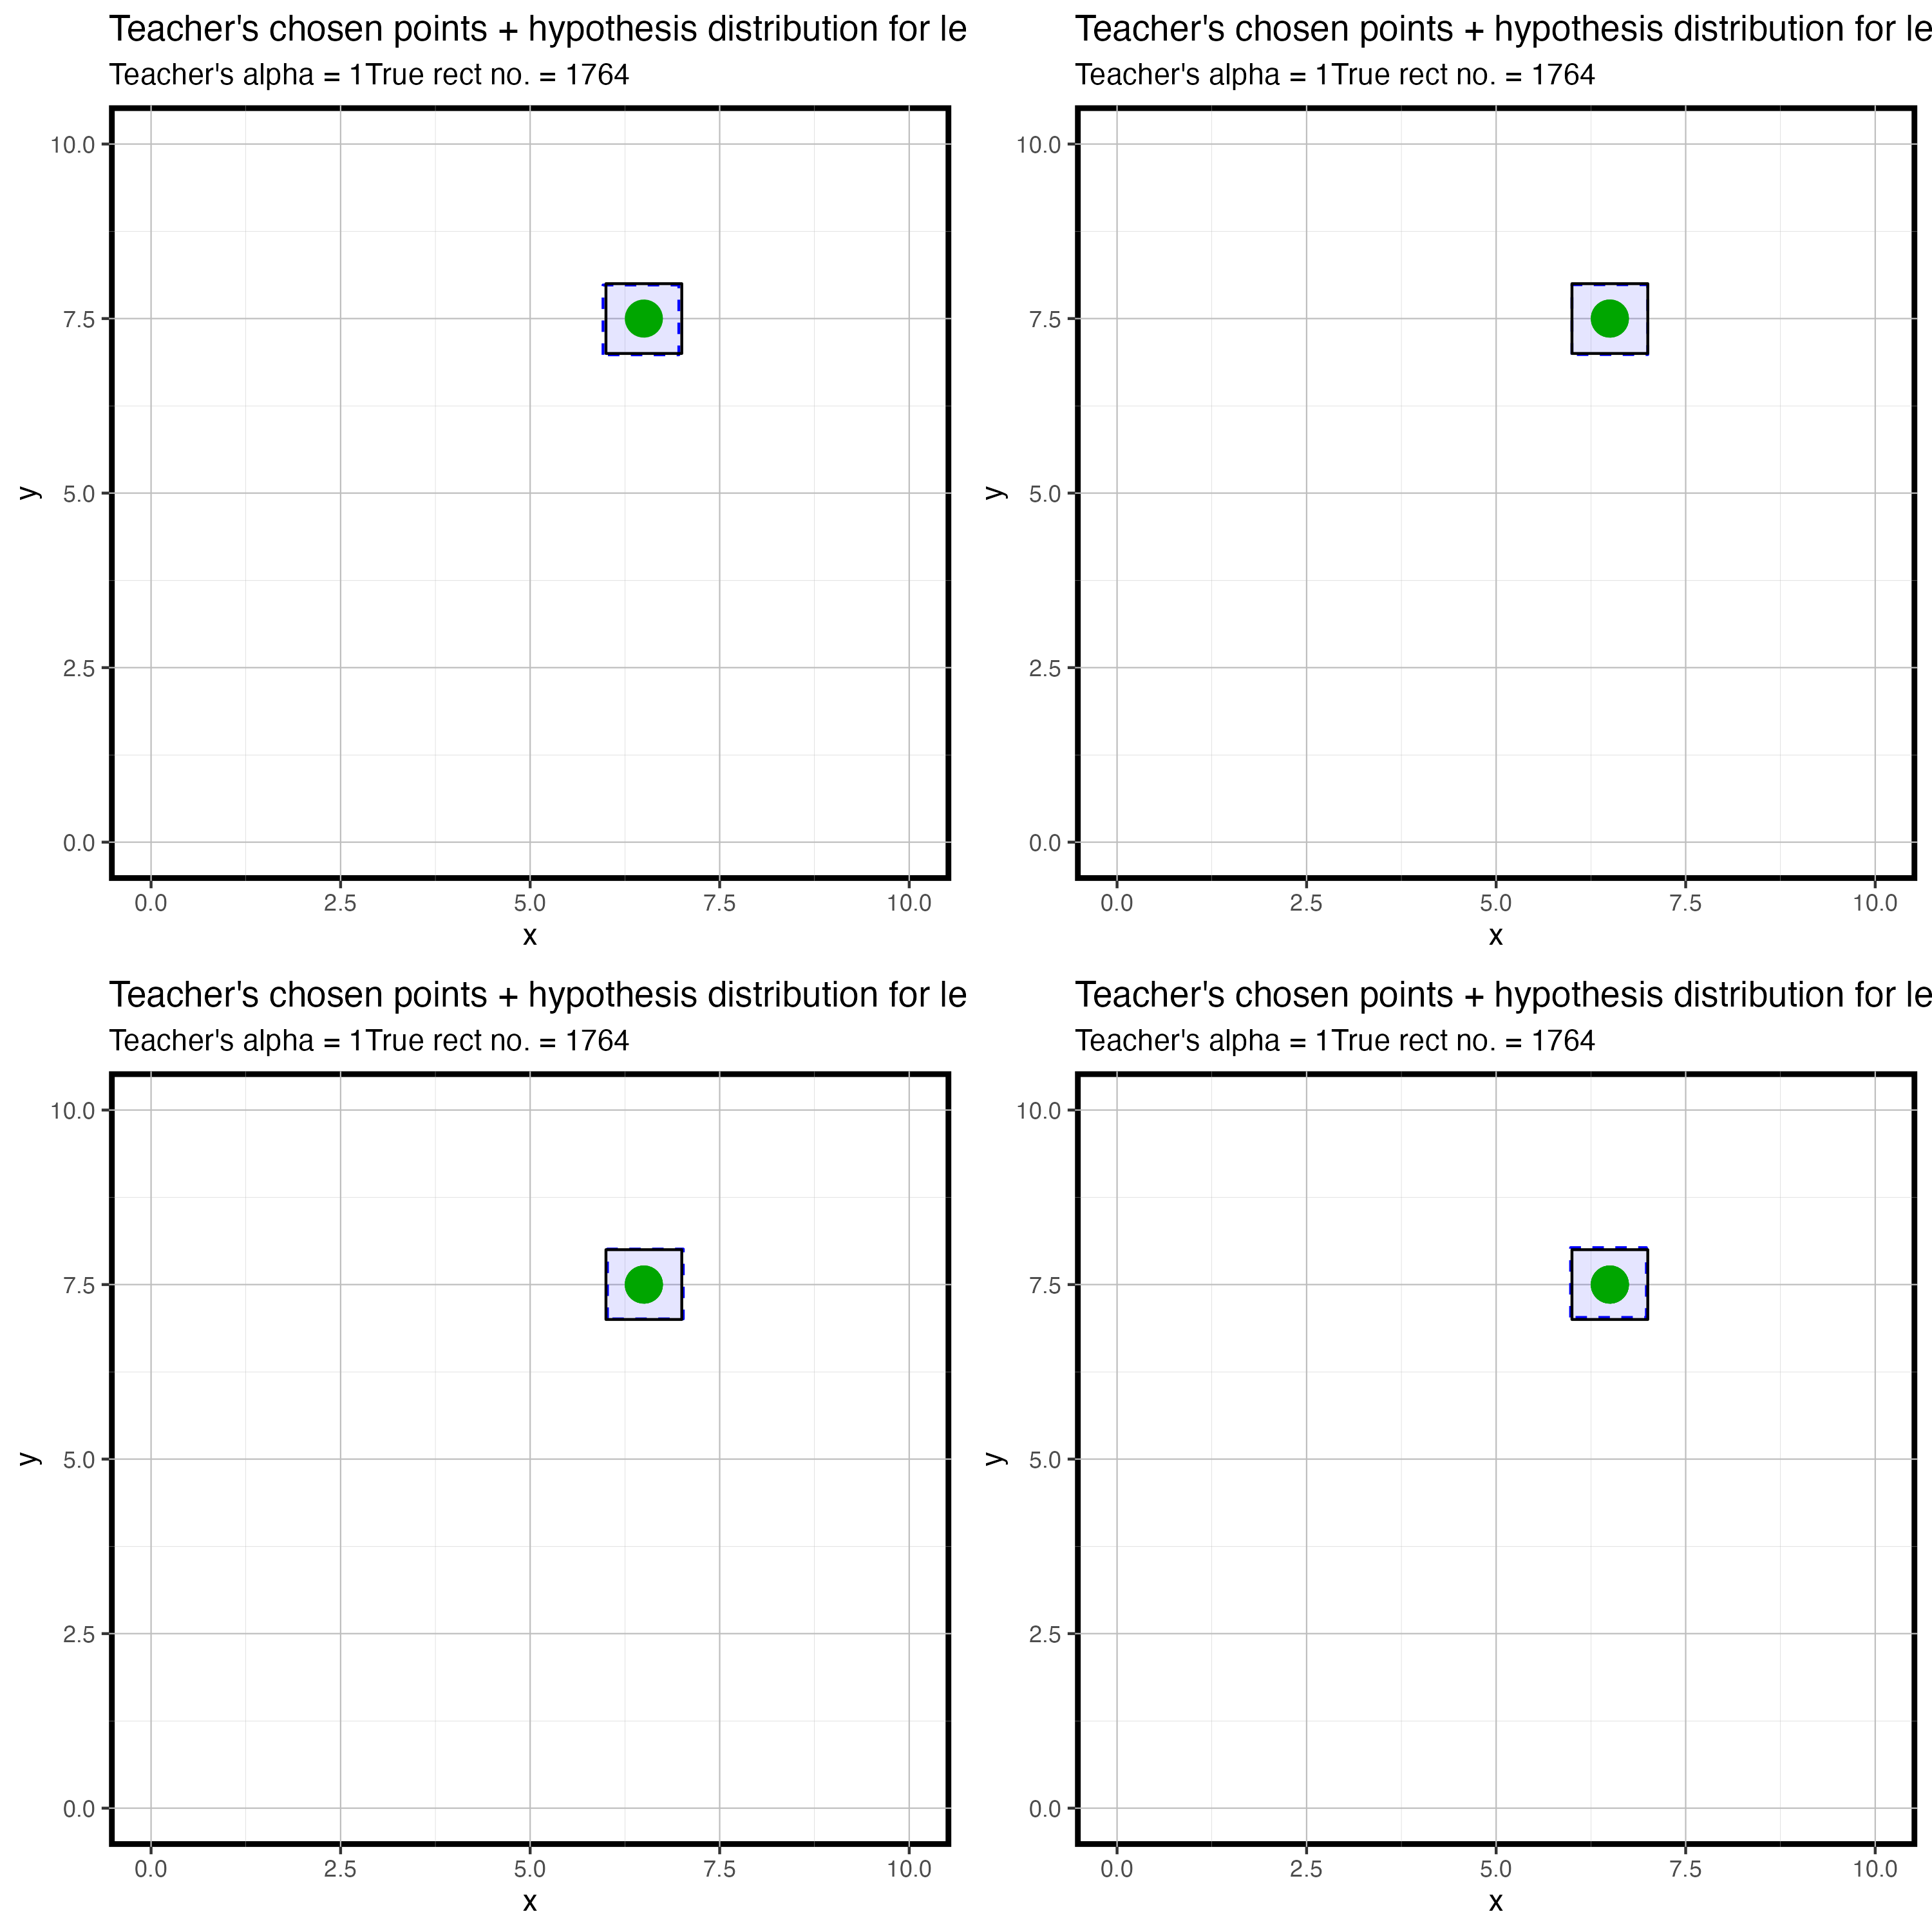 Teacher's chosen points + hypothesis distribution for le
Teacher's alpha = 1True rect no. = 1764
10.0
7.5
5.0
2.5
0.0
y
0.0 2.5 5.0 7.5 10.0
x
Teacher's chosen points + hypothesis distribution for le
Teacher's alpha = 1True rect no. = 1764
10.0
7.5
5.0
2.5
0.0
y
0.0 2.5 5.0 7.5 10.0
x
Teacher's chosen points + hypothesis distribution for le
Teacher's alpha = 1True rect no. = 1764
10.0
7.5
5.0
2.5
0.0
y
0.0 2.5 5.0 7.5 10.0
x
Teacher's chosen points + hypothesis distribution for le
Teacher's alpha = 1True rect no. = 1764
10.0
7.5
5.0
2.5
0.0
y
0.0 2.5 5.0 7.5 10.0
x